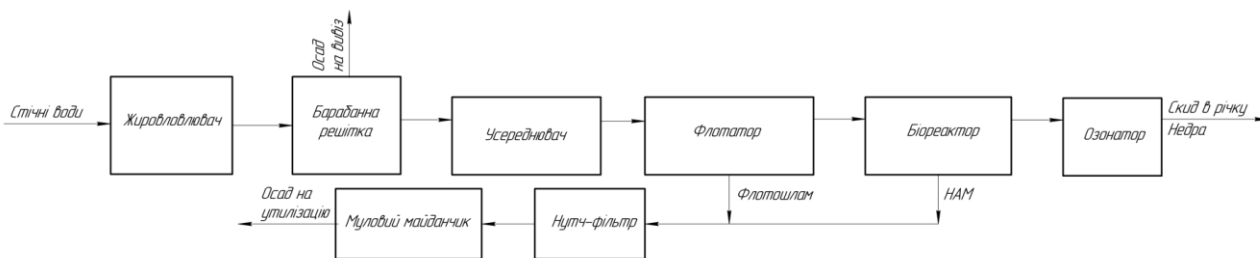 Осад
на вивіз
Стічні води
Жировловлювач
Барабанна
решітка
Усереднювач
Флотатор
Біореактор
Озонатор
Скид в річку
Недра
Осад на
утилизацію
Муловий майданчик
Нутч-фільтр
Флотошлам
НАМ